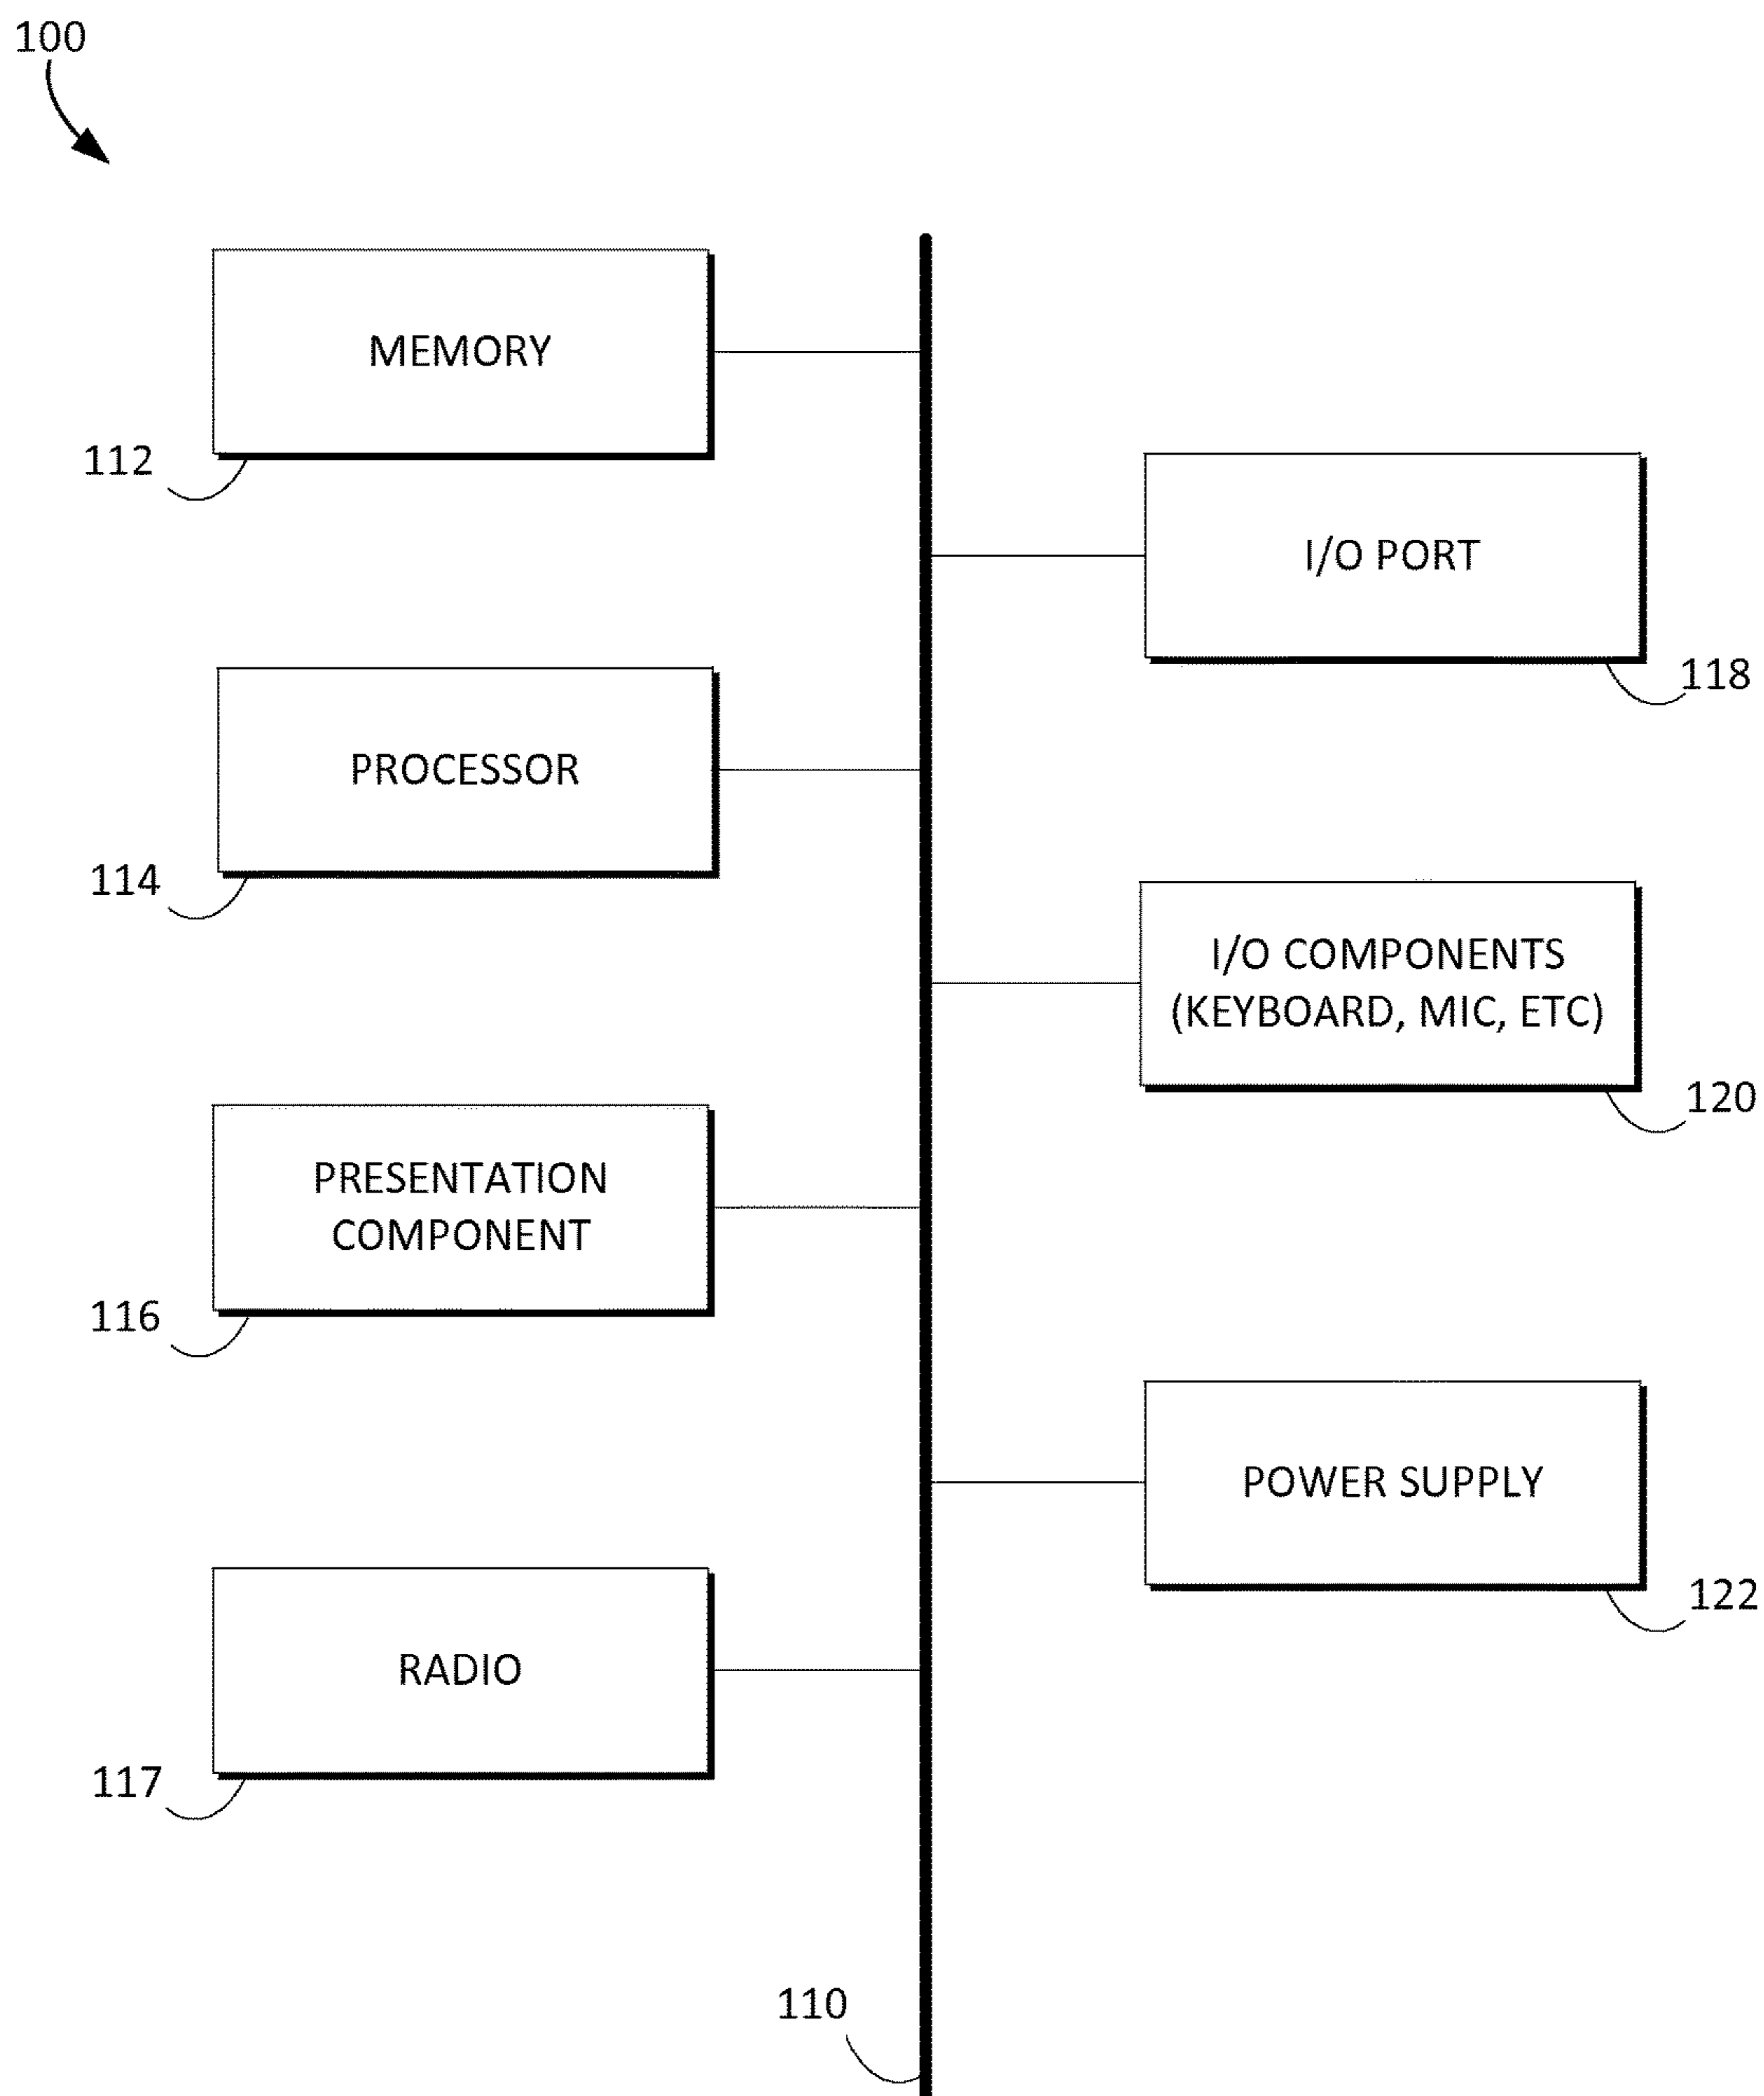 100
MEMORY
112
I/O PORT
118
PROCESSOR
114
I/O COMPONENTS
(KEYBOARD, MIC, ETC)
120
PRESENTATION
COMPONENT
116
POWER SUPPLY
122
RADIO
117
110